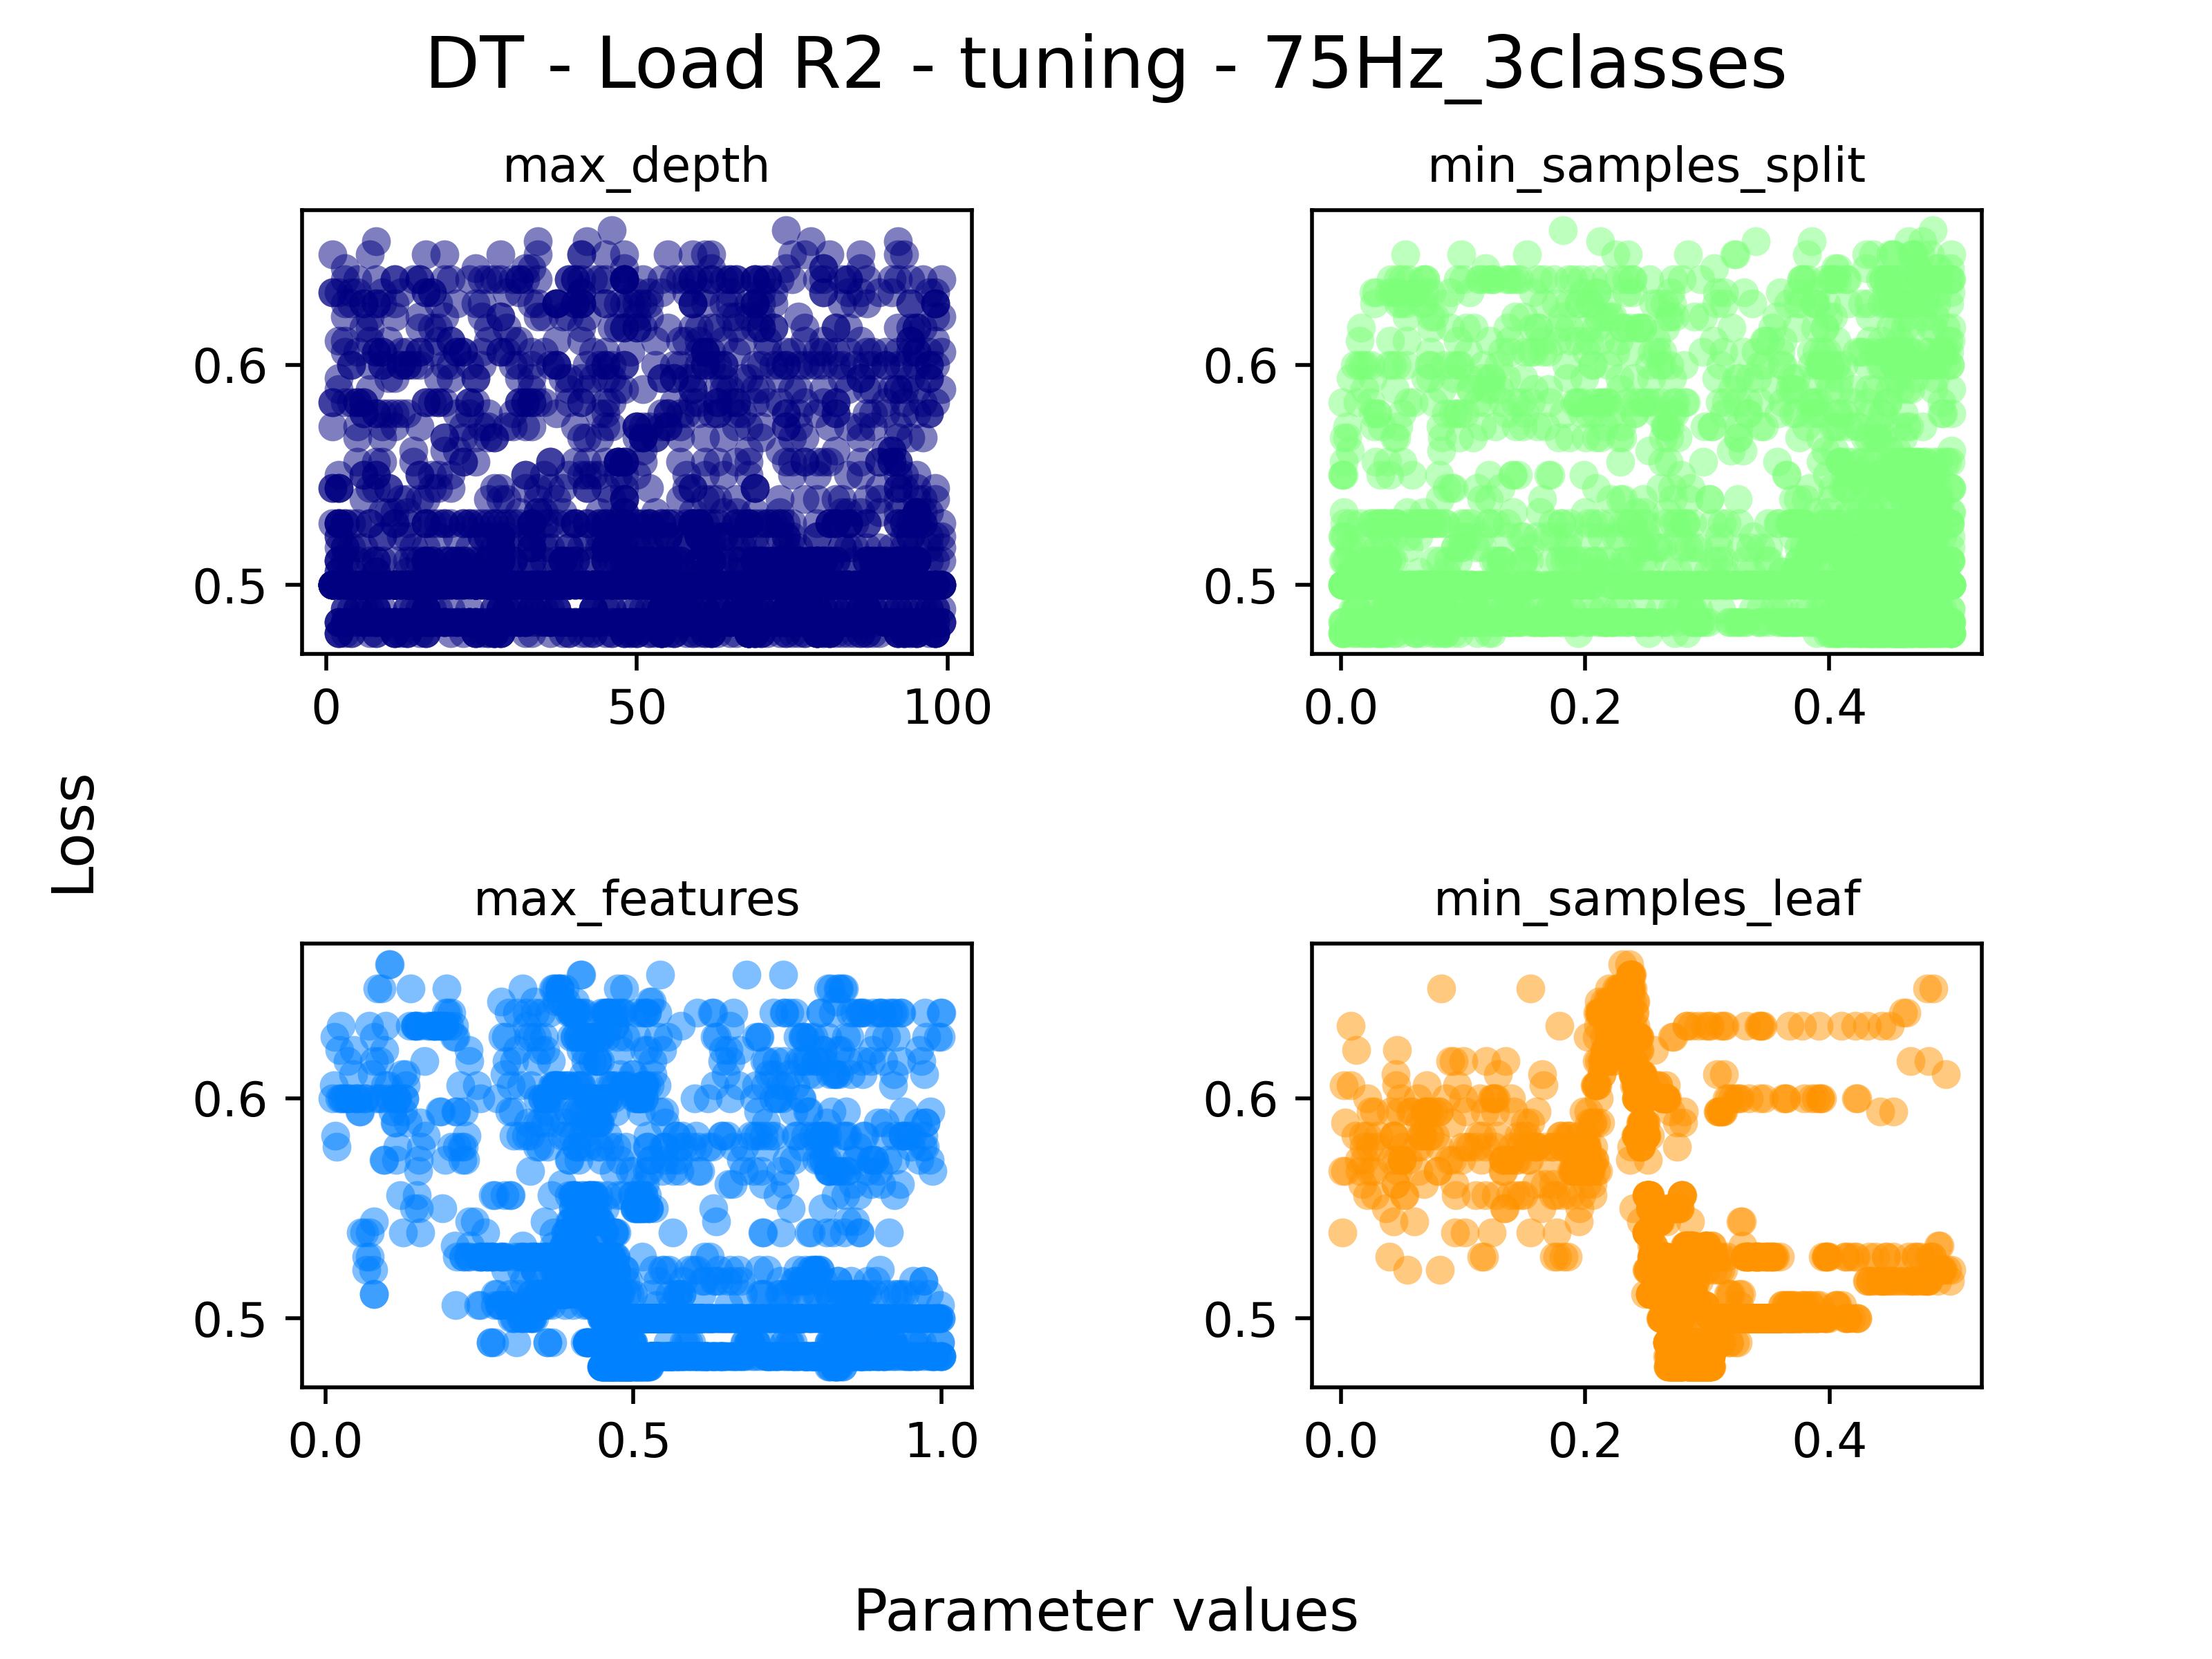 DT - Load R2 - tuning - 75Hz_3classes
max_depth
0.6
0.5
0
50
100
min_samples_split
0.6
0.5
0.0
0.2
0.4
Loss
max_features
0.6
0.5
0.0
0.5
1.0
min_samples_leaf
0.6
0.5
0.0
0.2
0.4
Parameter values